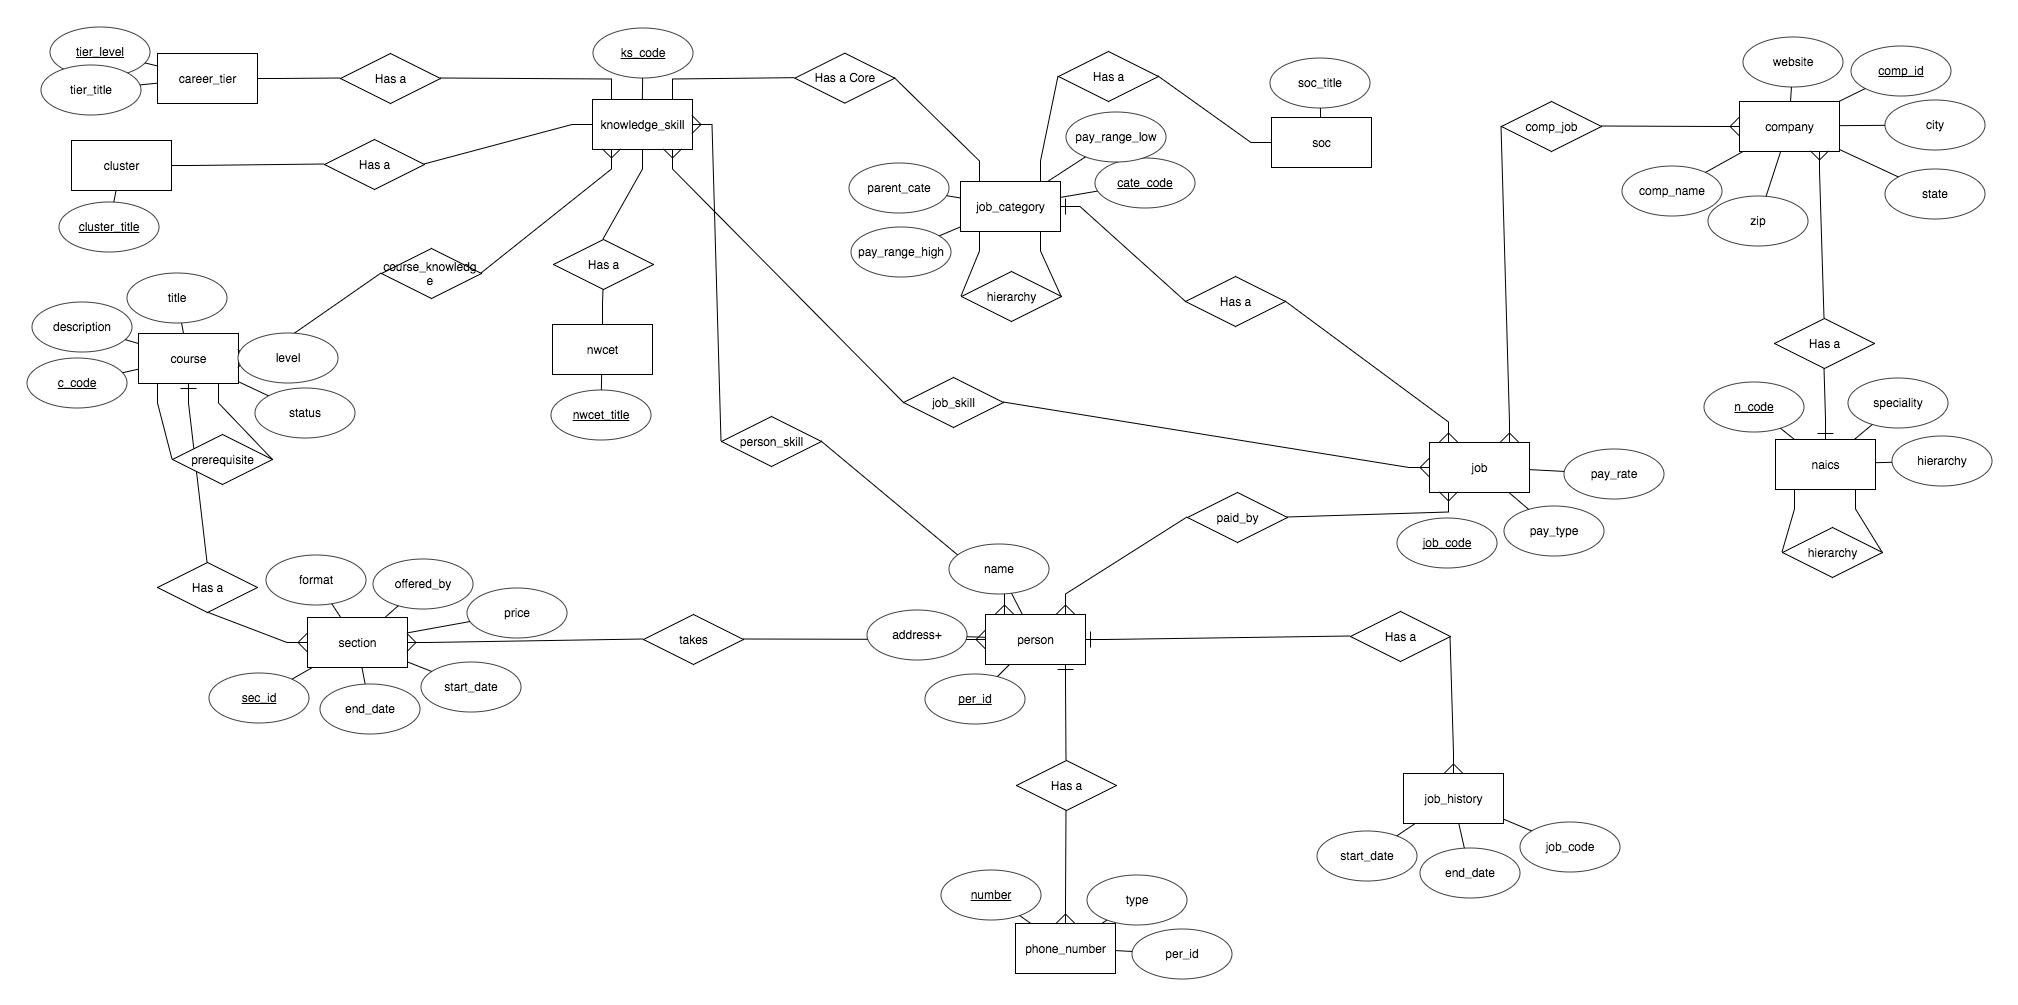 tier_level
tier_title
career_tier
Has a
ks_code
knowledge_skill
Has a Core
Has a
soc_title
soc
website
comp_id
company
city
state
comp_name
zip
comp_job
cluster
Has a
cluster_title
pay_range_low
cate_code
parent_cate
job_category
pay_range_high
hierarchy
course_knowledg
e
Has a
nwcet
nwcet_title
Has a
title
description
course
level
c_code
status
prerequisite
job_skill
person_skill
Has a
n_code
speciality
naics
hierarchy
hierarchy
job
pay_rate
pay_type
job_code
paid_by
Has a
format
offered_by
price
section
sec_id
end_date
start_date
takes
name
address+
person
per_id
Has a
Has a
job_history
start_date
end_date
job_code
number
type
phone_number
per_id